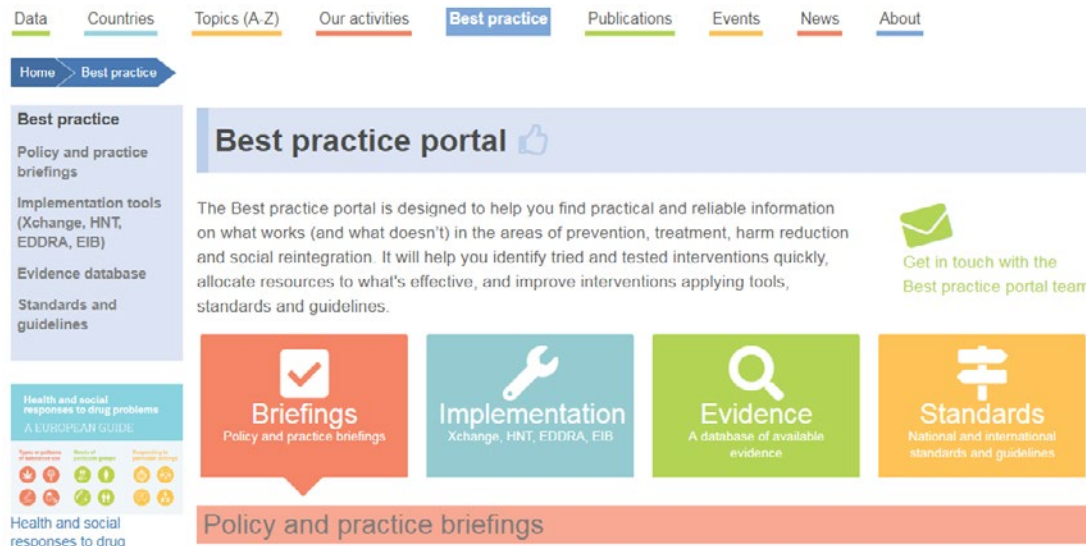 Data Countries Topics (A-Z) Our activities Best practice Publications Events News About
Home Best practice
Best practice
Policy and practice
briefings
Implementation tools
(Xchange, HNT,
EDDRA, EIB)
Evidence database
Standards and
guidelines
Health and social
responses to drug problems
A EUROPEAN GUIDE
Health and social
responses to drug
Best practice portal
The Best practice portal is designed to help you find practical and reliable information
on what works (and what doesn't) in the areas of prevention, treatment, harm reduction
and social reintegration. It will help you identify tried and tested interventions quickly,
allocate resources to what's effective, and improve interventions applying tools,
standards and guidelines.
Get in touch with the
Best practice portal team
Briefings
Policy and practice briefings
Implementation
Xchange, HNT, EDDRA, EIB
Evidence
A database of available
evidence
Standards
National and international
standards and guidelines
Policy and practice briefings